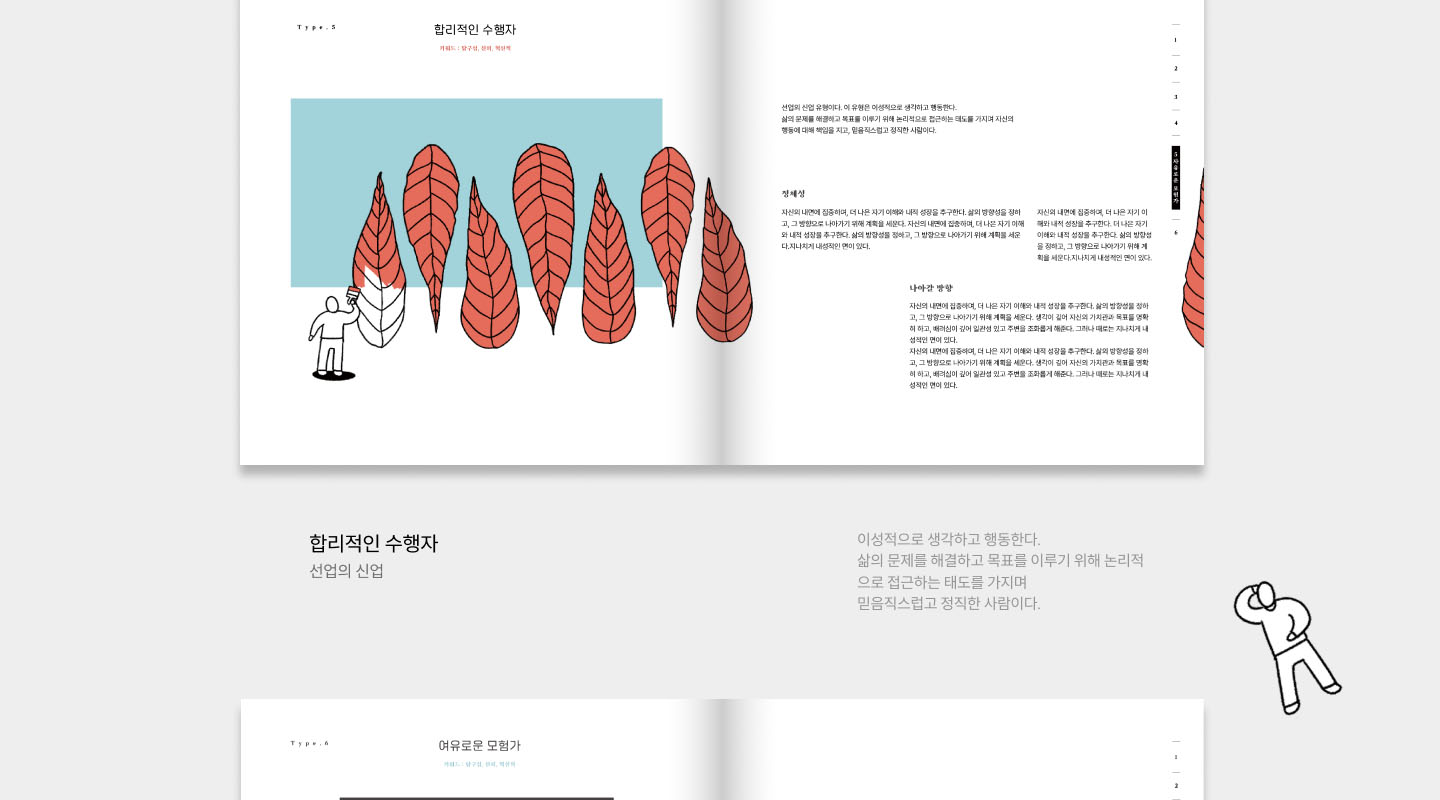 Type.5
합리적인 수행자
키워드 : 탐구성, 신뢰, 혁신적
선업의 신업 유형이다. 이 유형은 이성적으로 생각하고 행동한다.
삶의 문제를 해결하고 목표를 이루기 위해 논리적으로 접근하는 태도를 가지며 자신의
행동에 대해 책임을 지고, 믿음직스럽고 정직한 사람이다.
정체성
자신의 내면에 집중하며, 더 나은 자기 이해와 내적 성장을 추구한다. 삶의 방향성을 정하
고, 그 방향으로 나아가기 위해 계획을 세운다. 자신의 내면에 집중하며, 더 나은 자기 이해
와 내적 성장을 추구한다. 삶의 방향성을 정하고, 그 방향으로 나아가기 위해 계획을 세운
다.지나치게 내성적인 면이 있다.
자신의 내면에 집중하며, 더 나은 자기 이
해와 내적 성장을 추구한다. 더 나은 자기
이해와 내적 성장을 추구한다. 삶의 방향성
을 정하고, 그 방향으로 나아가기 위해 계
획을 세운다.지나치게 내성적인 면이 있다.
나아갈 방향
자신의 내면에 집중하며, 더 나은 자기 이해와 내적 성장을 추구한다. 삶의 방향성을 정하
고, 그 방향으로 나아가기 위해 계획을 세운다. 생각이 깊어 자신의 가치관과 목표를 명확
히 하고, 배려심이 깊어 일관성 있고 주변을 조화롭게 해준다. 그러나 때로는 지나치게 내
성적인 면이 있다.
자신의 내면에 집중하며, 더 나은 자기 이해와 내적 성장을 추구한다. 삶의 방향성을 정하
고, 그 방향으로 나아가기 위해 계획을 세운다. 생각이 깊어 자신의 가치관과 목표를 명확
히 하고, 배려심이 깊어 일관성 있고 주변을 조화롭게 해준다. 그러나 때로는 지나치게 내
성적인 면이 있다.
1
2
3
4
5 자유로운 모험가
6
합리적인 수행자
선업의 신업
이성적으로 생각하고 행동한다.
삶의 문제를 해결하고 목표를 이루기 위해 논리적
으로 접근하는 태도를 가지며
믿음직스럽고 정직한 사람이다.
Type.6
여유로운 모험가
키워드 : 탐구성, 신뢰, 혁신적
1
2